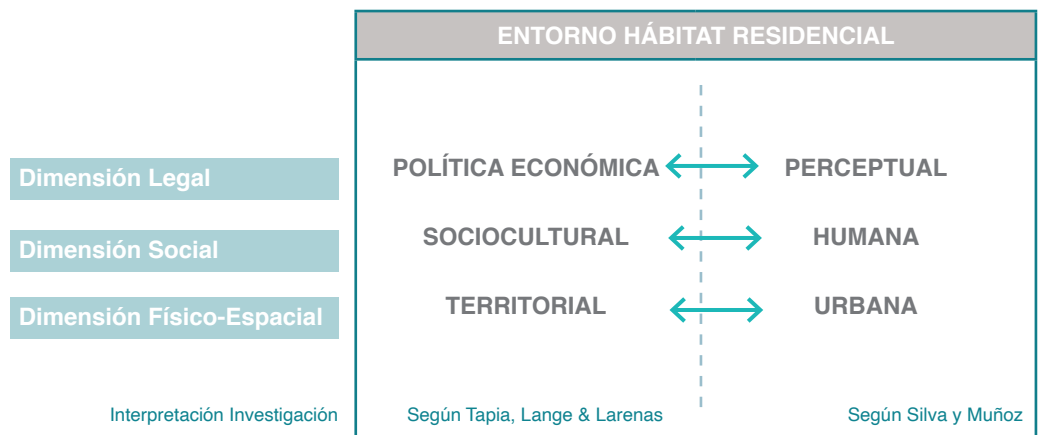 ENTORNO HÁBITAT RESIDENCIAL
Dimensión Legal
POLÍTICA ECONÓMICA
PERCEPTUAL
Dimensión Social
SOCIOCULTURAL
HUMANA
Dimensión Físico-Espacial
TERRITORIAL
URBANA
Interpretación Investigación
Según Tapia, Lange & Larenas
Según Silva y Muñoz